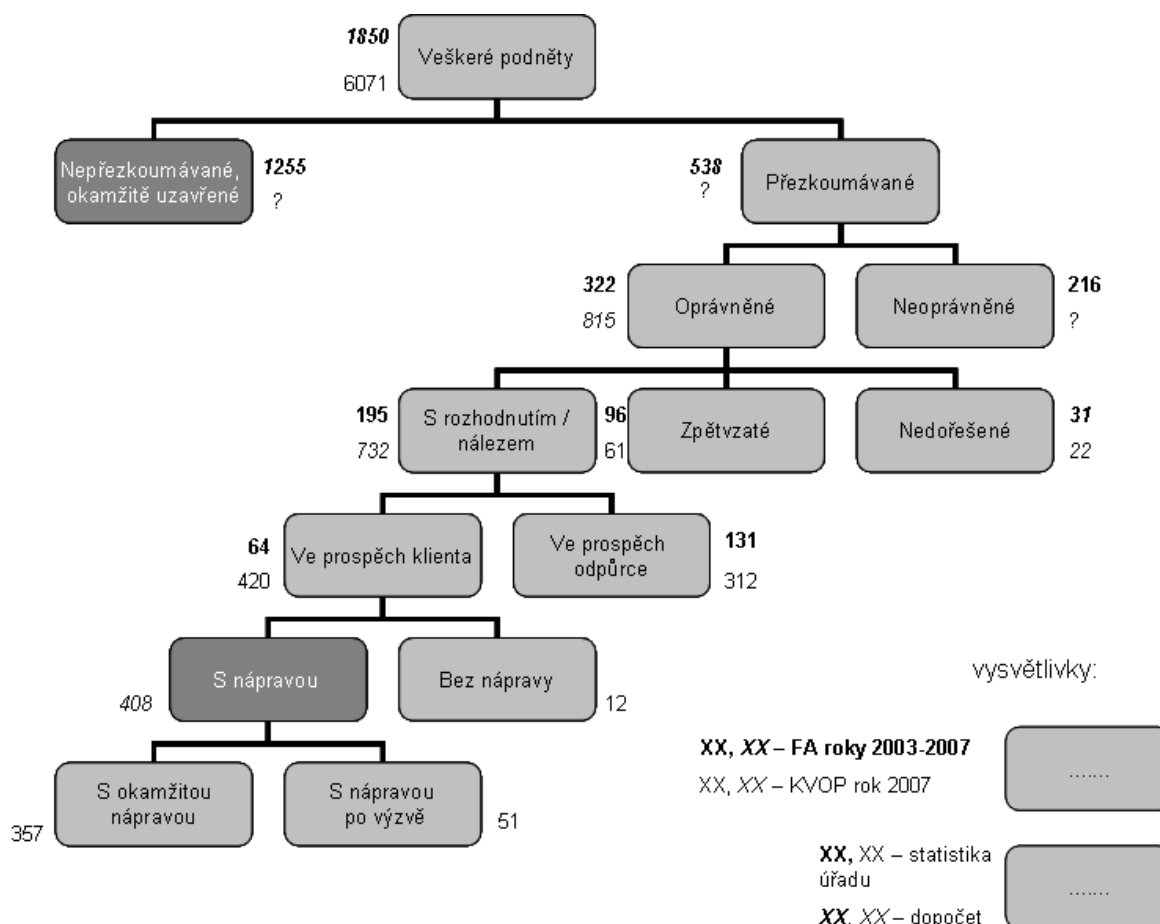 1850
Veškeré podněty
6071
Nepřezkoumávané,
okamžitě uzavřené
1255
?
538
?
Přezkoumávané
322
815
Oprávněné
Neoprávněné
216
?
195
732
S rozhodnutím /
nálezem
96
61
Zpětvzaté
Nedořešené
31
22
64
420
Ve prospěch klienta
Ve prospěch
odpůrce
131
312
408
S nápravou
Bez nápravy
12
357
S okamžitou
nápravou
S nápravou
po výzvě
51
vysvětlivky:
XX, XX – FA roky 2003-2007
XX, XX – KVOP rok 2007
.......
XX, XX – statistika
úřadu
XX, XX – dopočet
.......